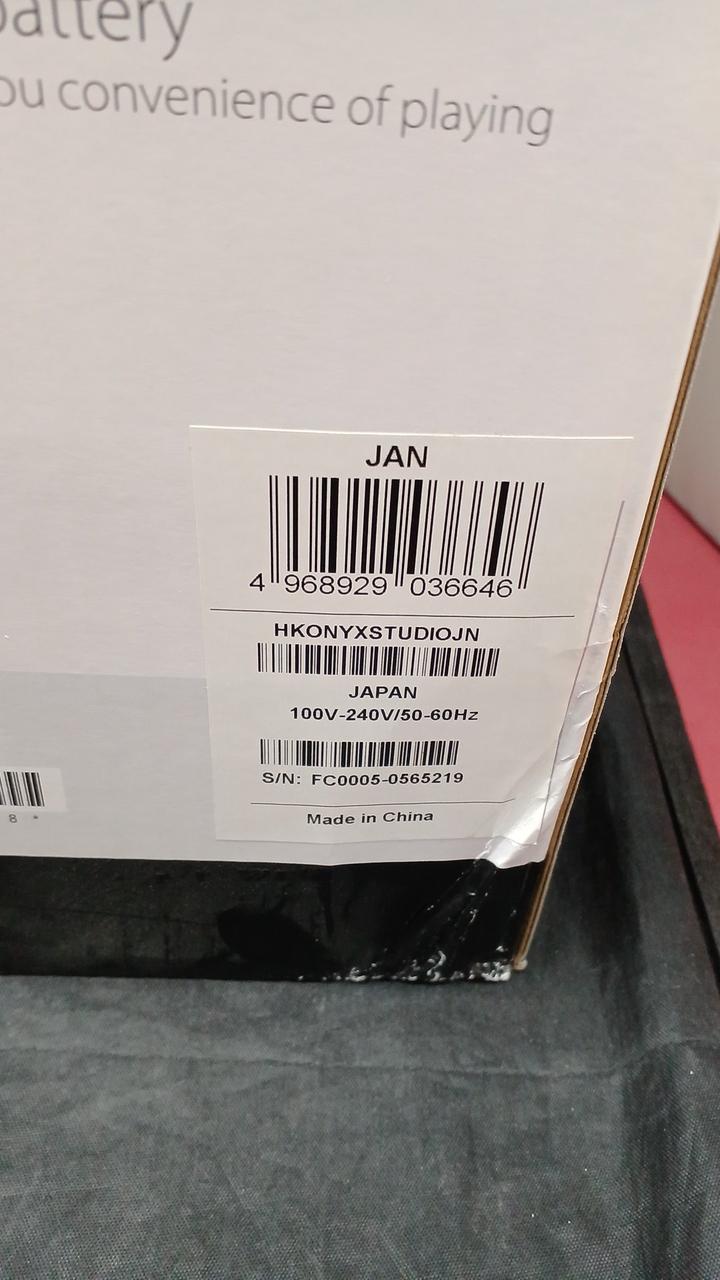 battery
ou convenience of playing
JAN
4 968929 036646
HKONYXSTUDIOJN
JAPAN
100V-240V/50-60Hz
S/N: FC0005-0565219
8 *
Made in China